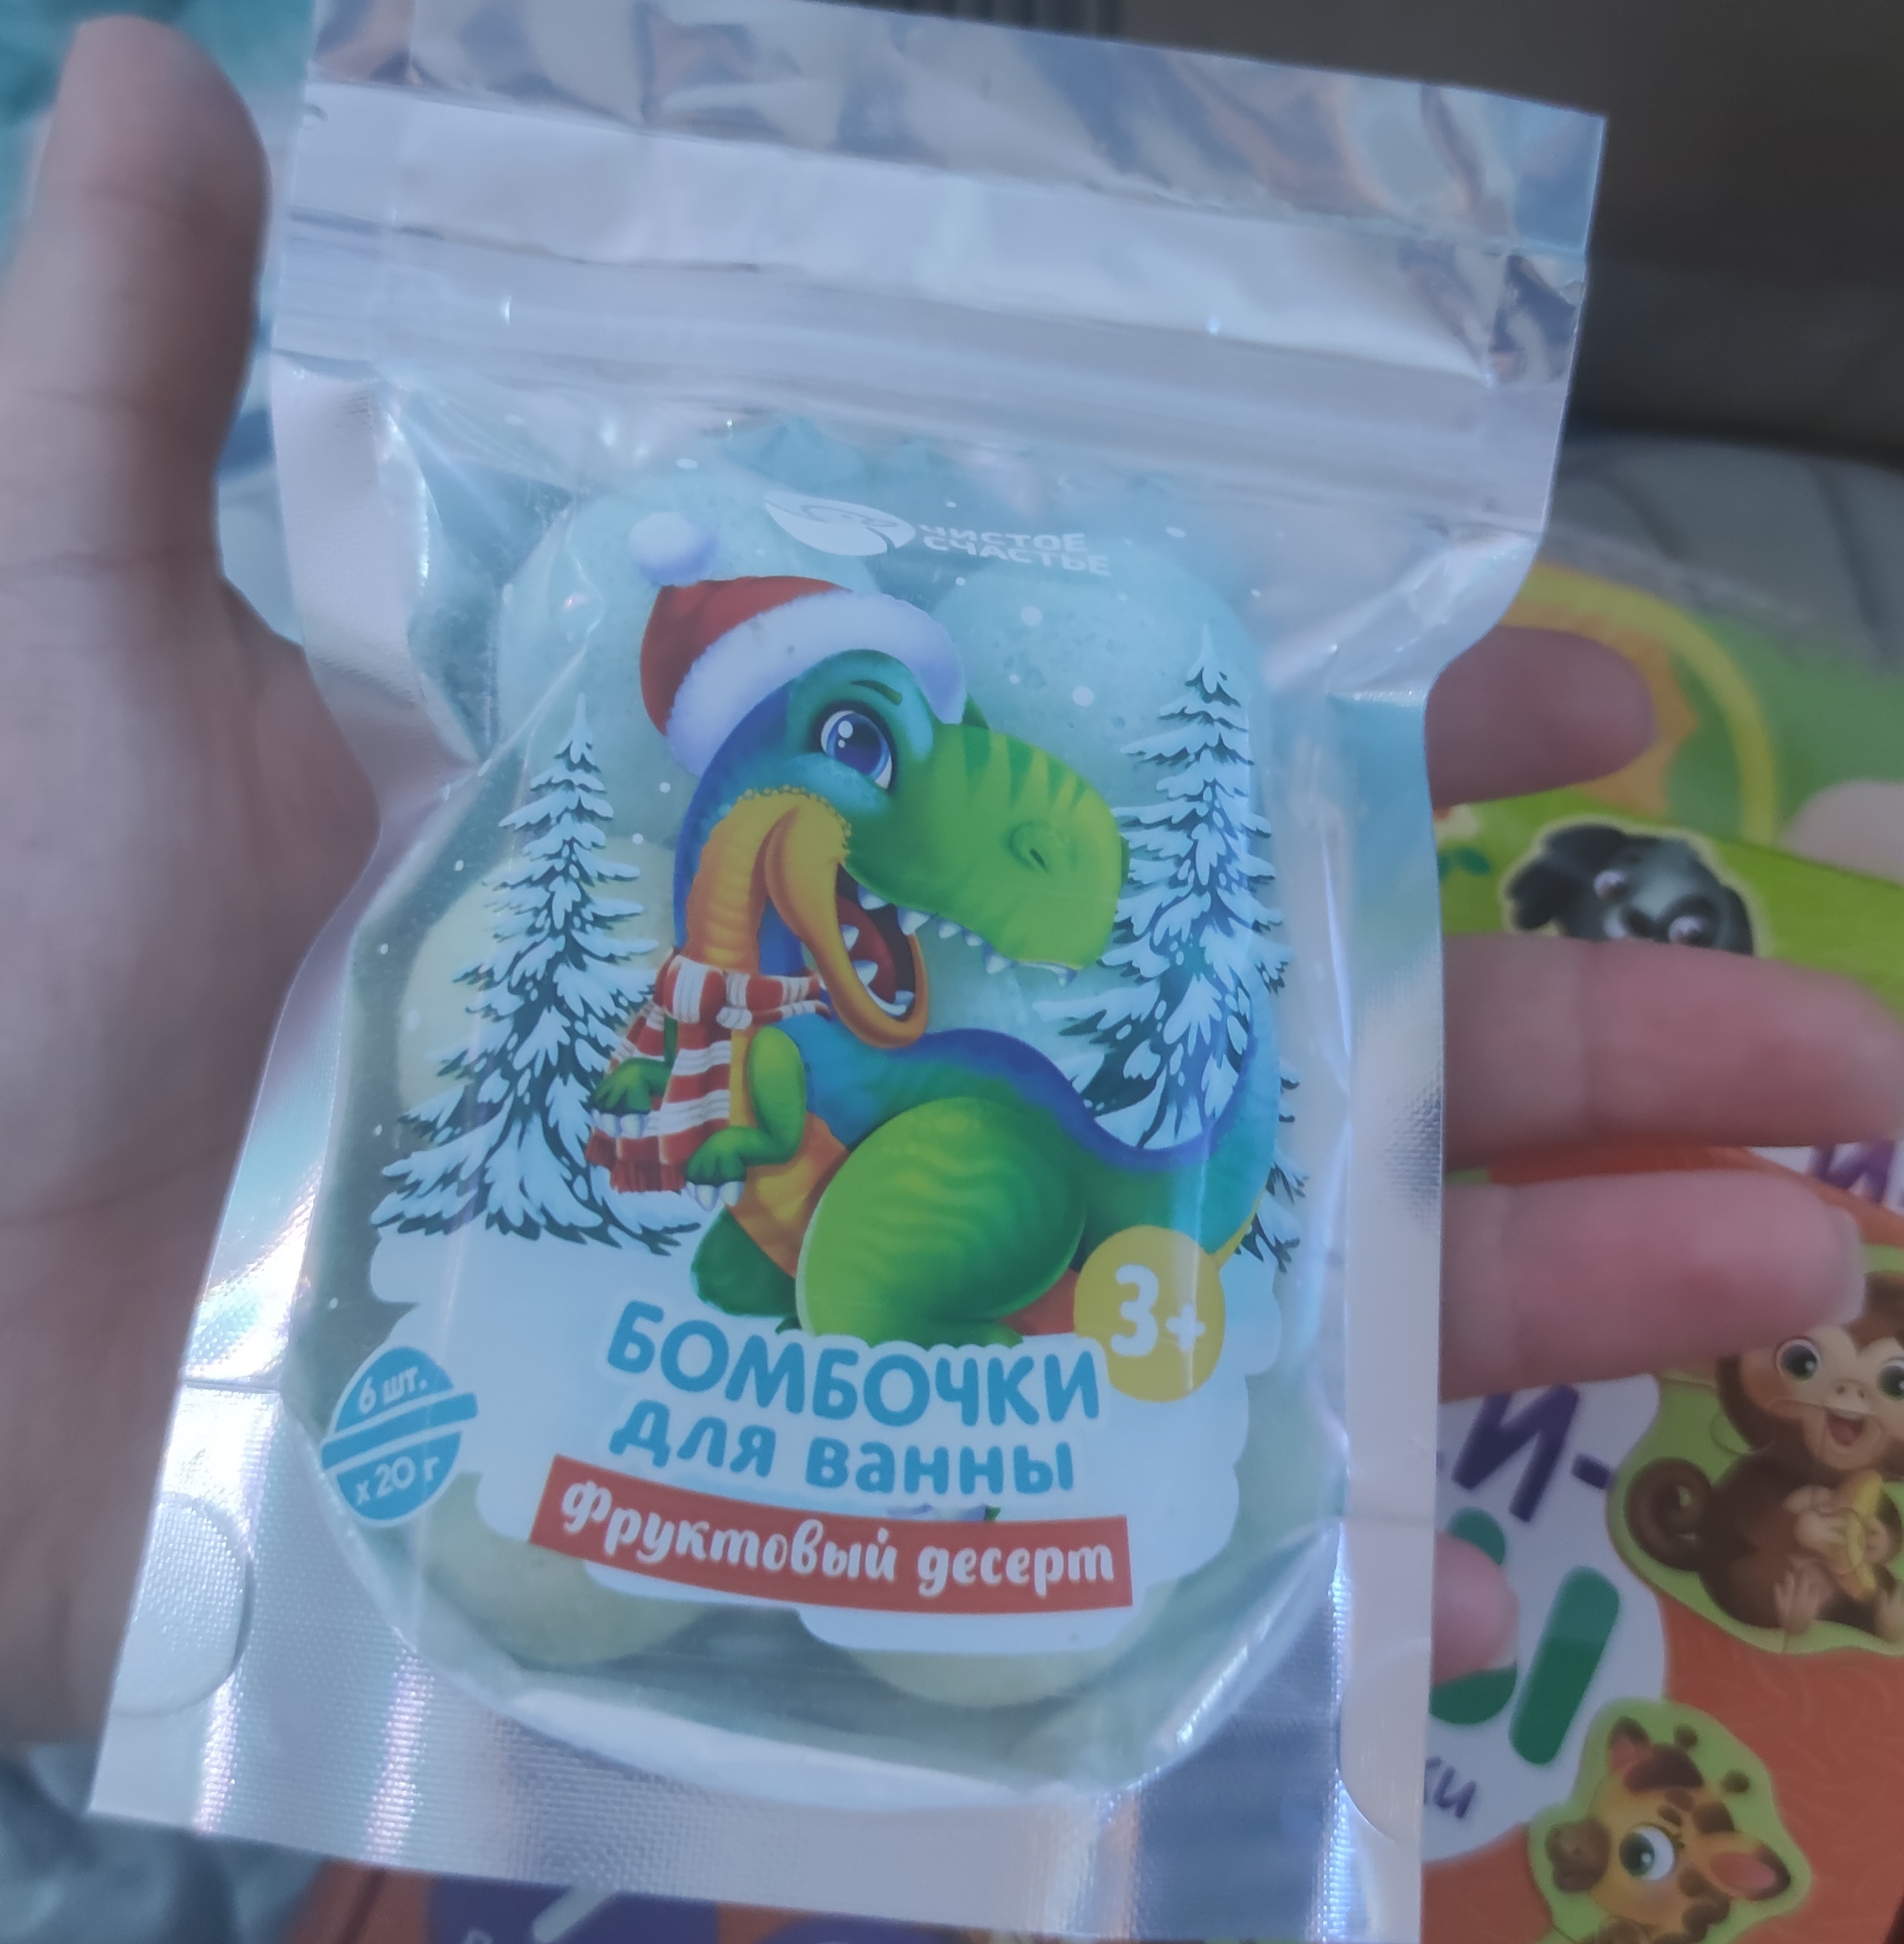 ЧИСТОЕ
СЧАСТЬЕ
3+
БОМБОЧКИ
для ванны
6 шт.
x 20 г
Фруктовый десерт